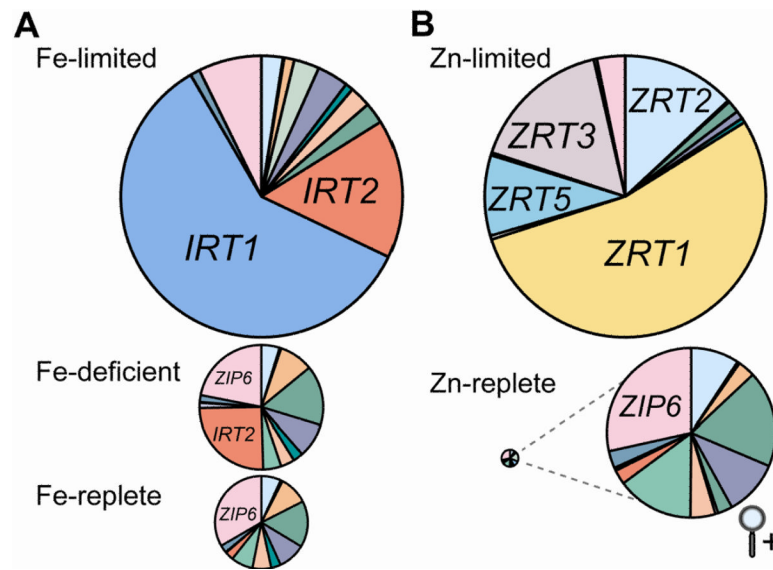 A
Fe-limited
IRT2
IRT1
Fe-deficient
ZIP6
IRT2
Fe-replete
ZIP6
B
Zn-limited
ZRT2
ZRT3
ZRT5
ZRT1
Zn-replete
ZIP6
+